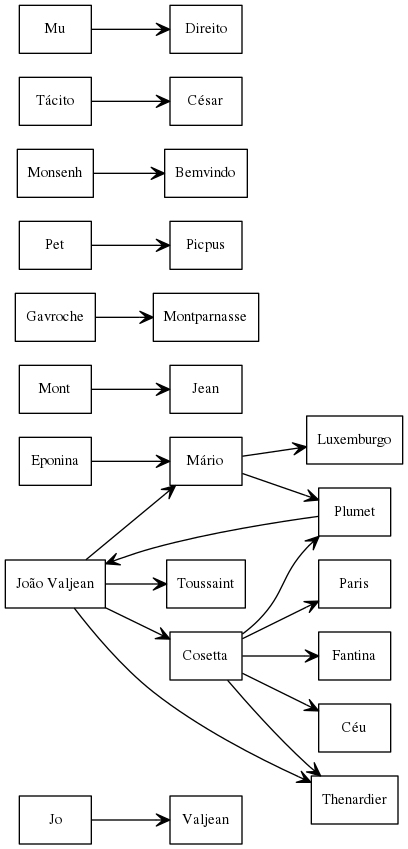 Mu
Direito
Tácito
César
Monsenh
Bemvindo
Pet
Picpus
Gavroche
Montparnasse
Mont
Jean
Eponina
Mário
Luxemburgo
Plumet
João Valjean
Toussaint
Paris
Cosetta
Fantina
Céu
Thenardier
Jo
Valjean